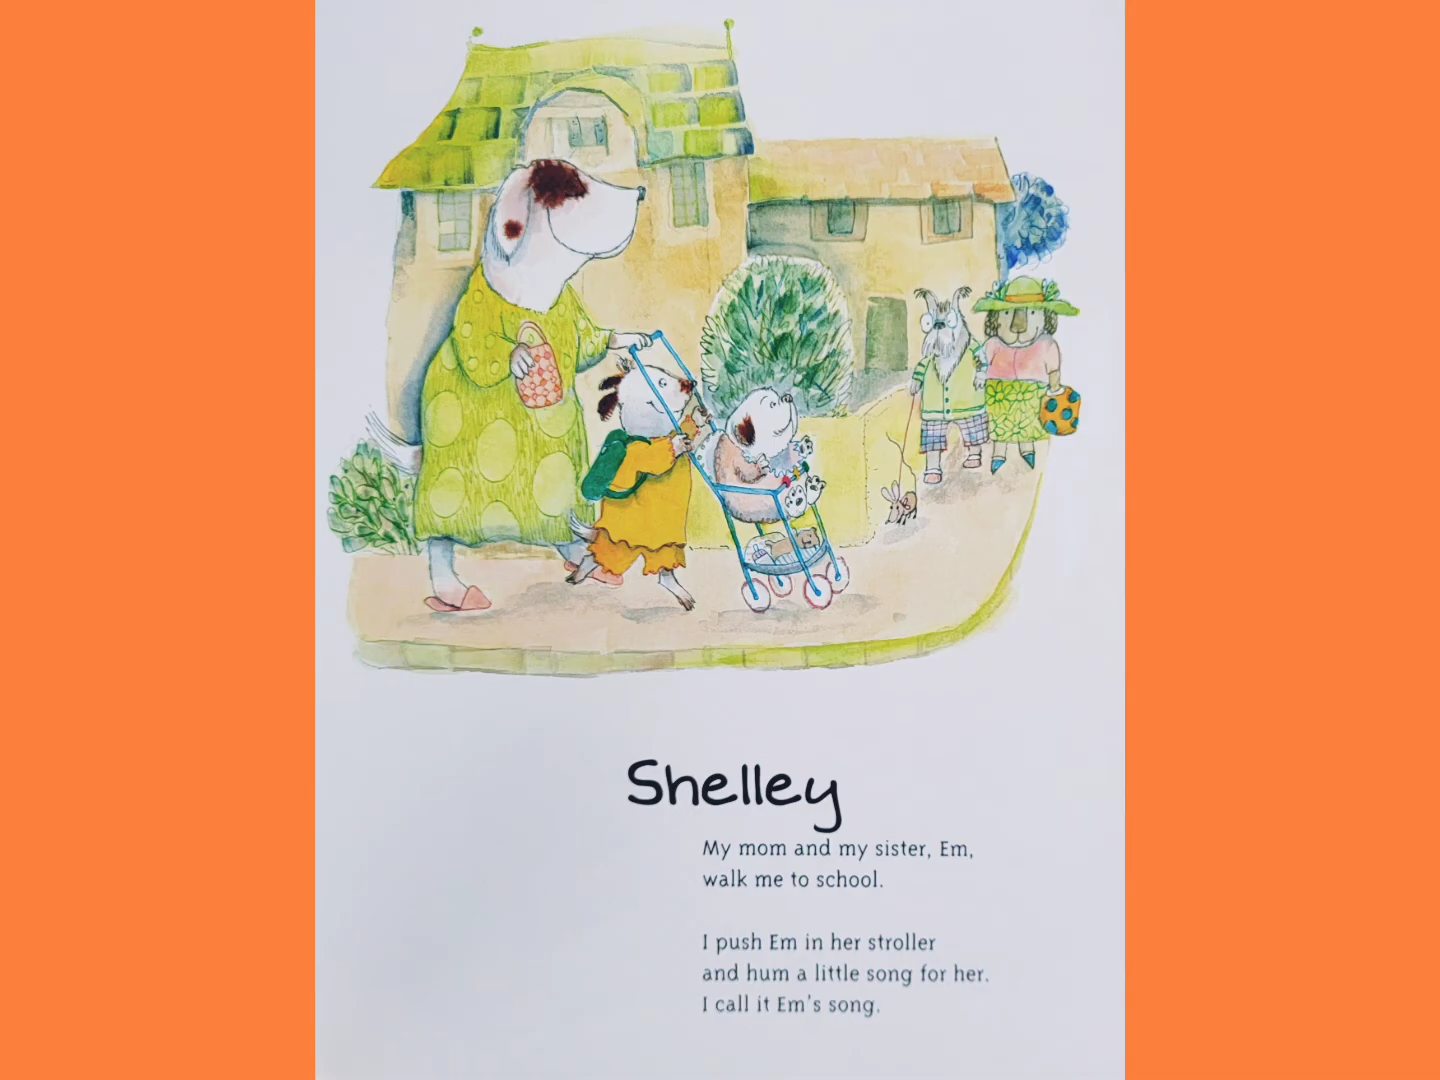 Shelley
My mom and my sister, Em,
walk me to school.
I push Em in her stroller
and hum a little song for her.
I call it Em's song.